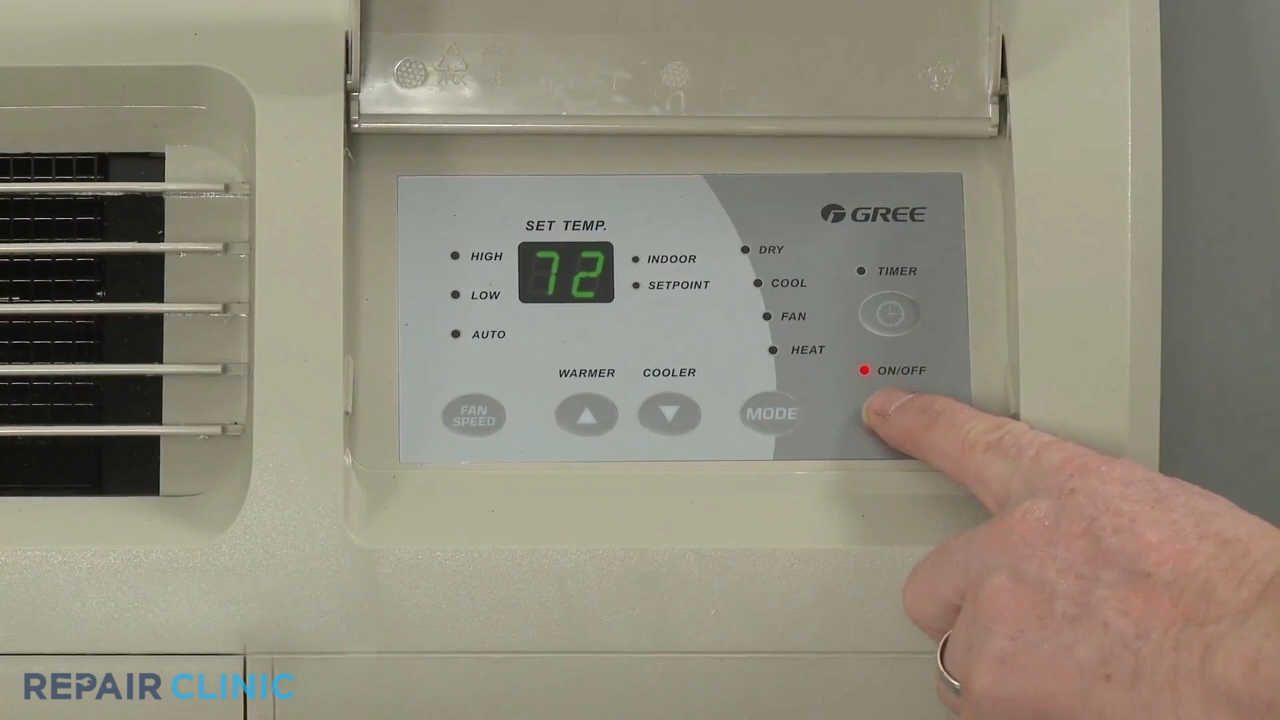 GREE
SET TEMP.
HIGH
72
INDOOR
DRY
TIMER
SETPOINT
COOL
LOW
FAN
AUTO
HEAT
WARMER
COOLER
ON/OFF
FAN
SPEED
MODE
REPAIR CLINIC